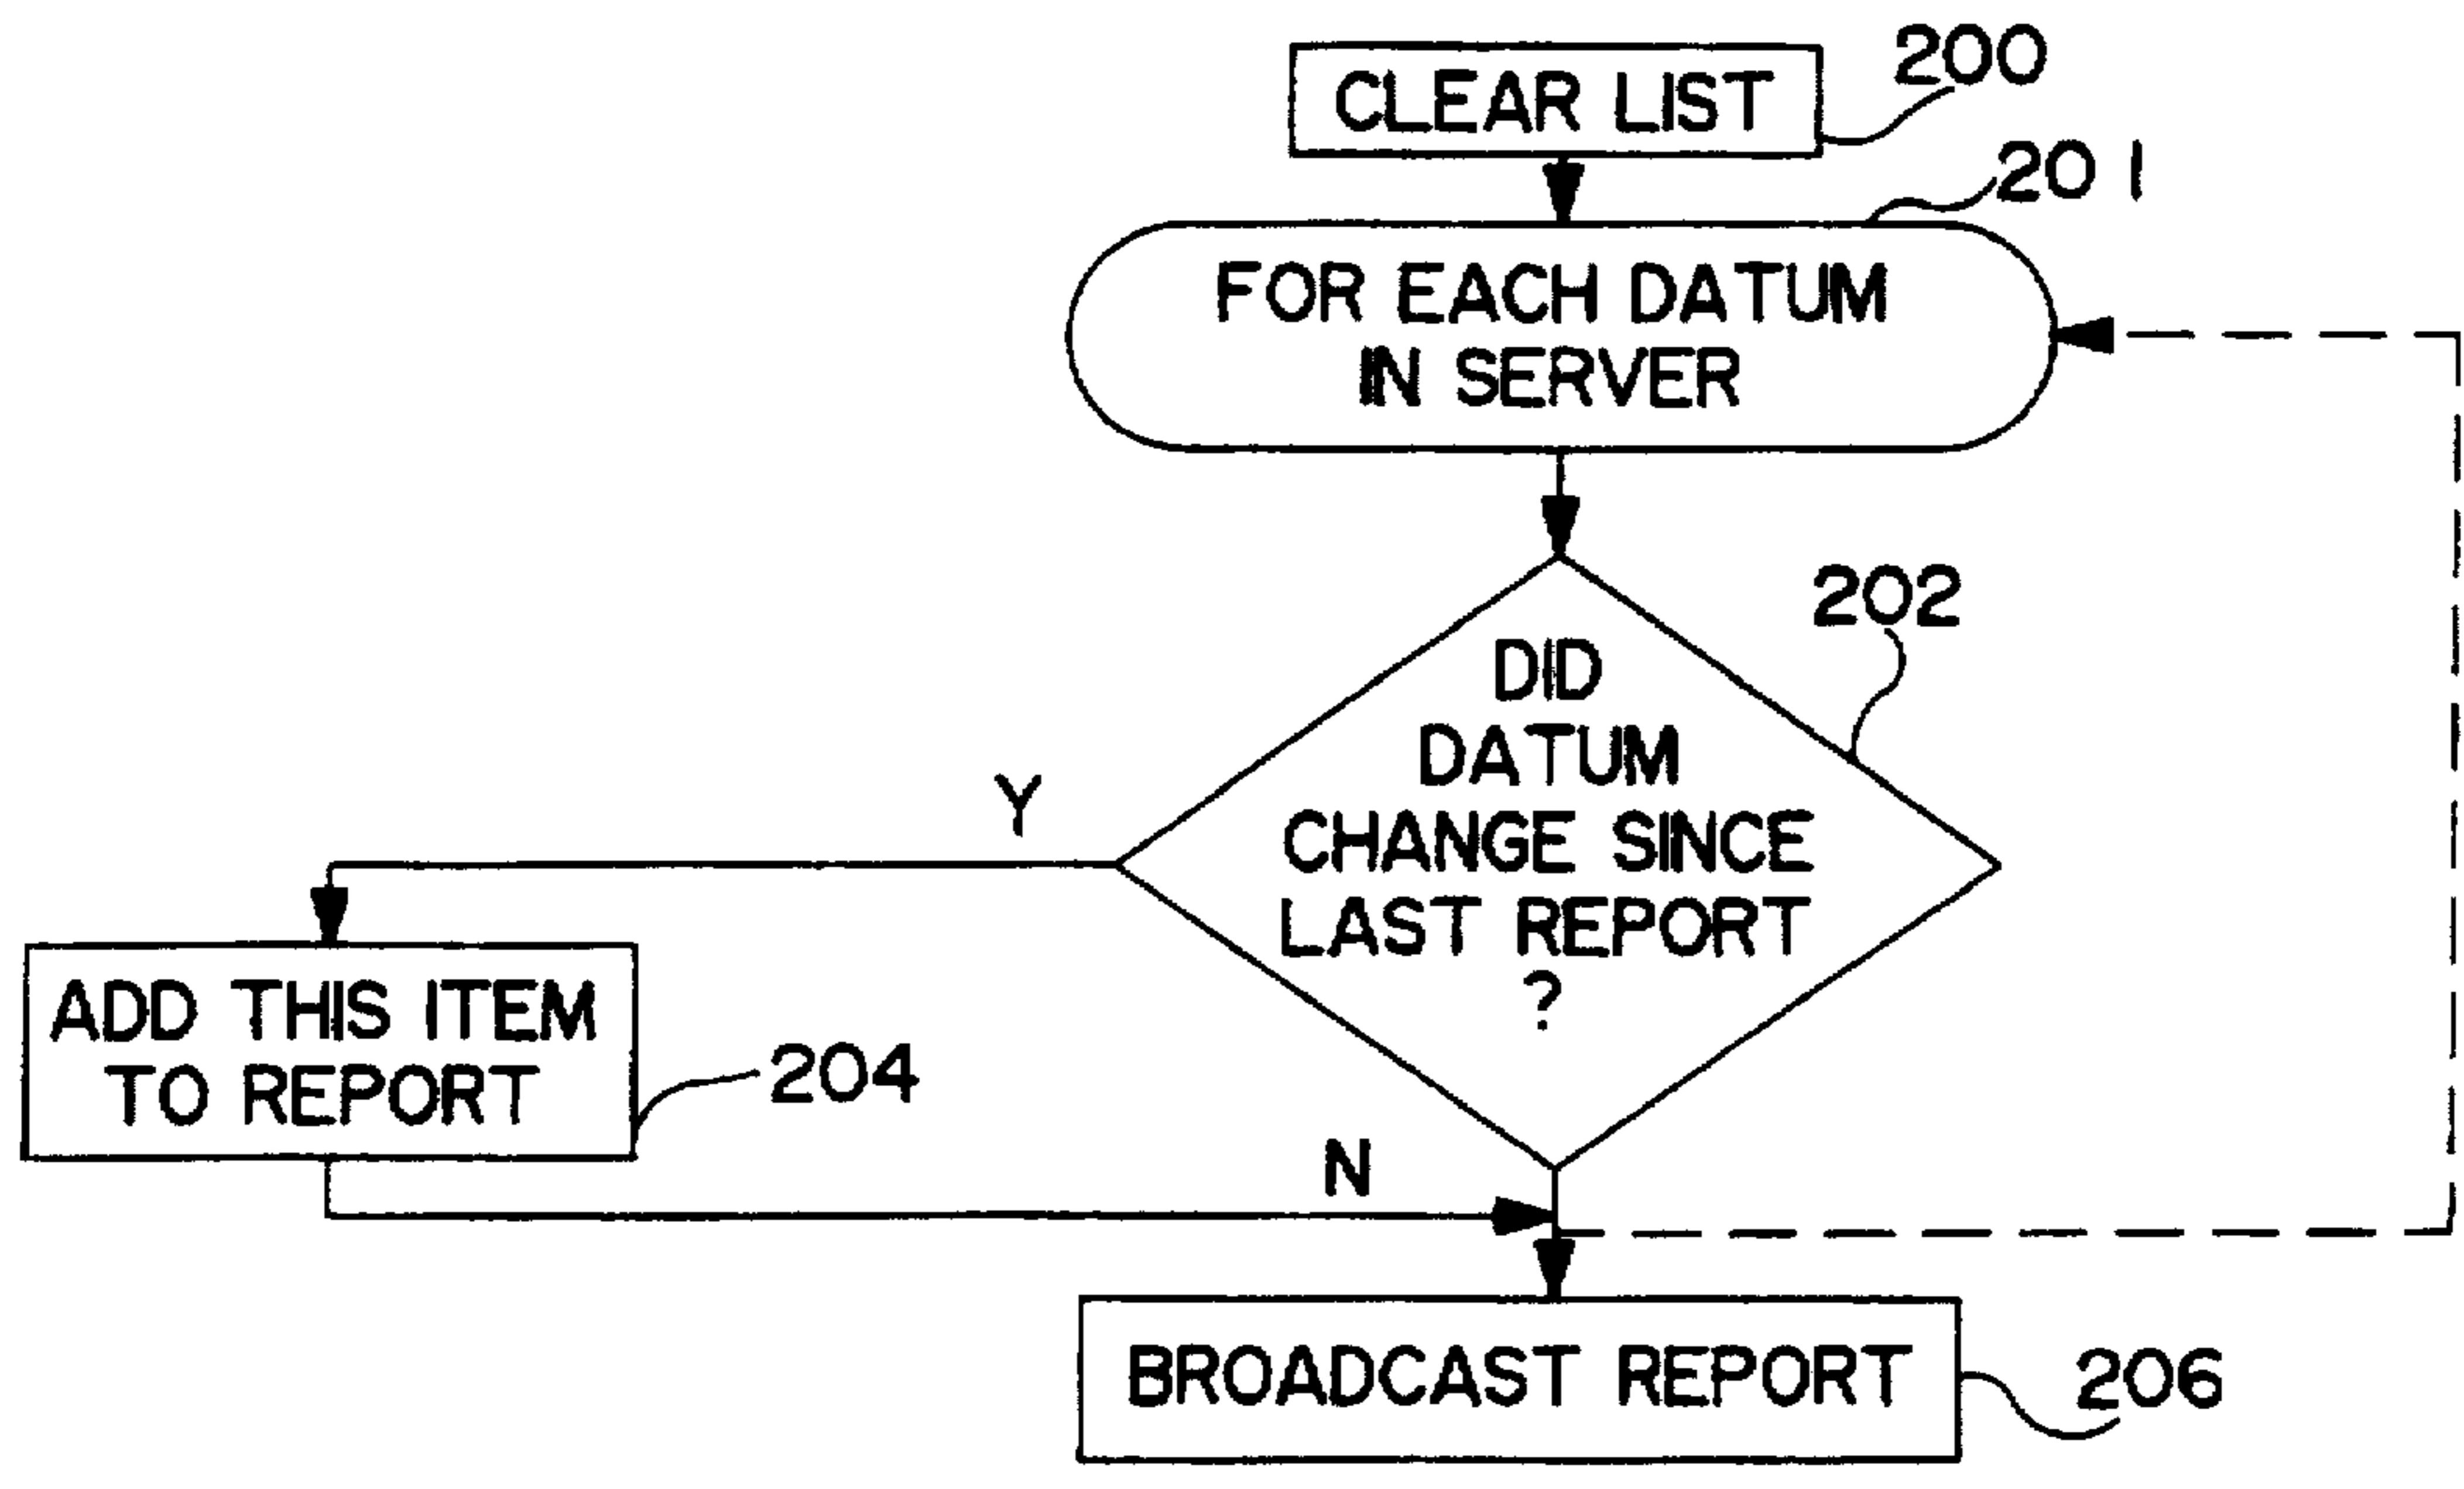 CLEAR LIST
200
201
FOR EACH DATUM
IN SERVER
202
DID
DATUM
CHANGE SINCE
LAST REPORT
?
Y
ADD THIS ITEM
TO REPORT
204
N
BROADCAST REPORT
206